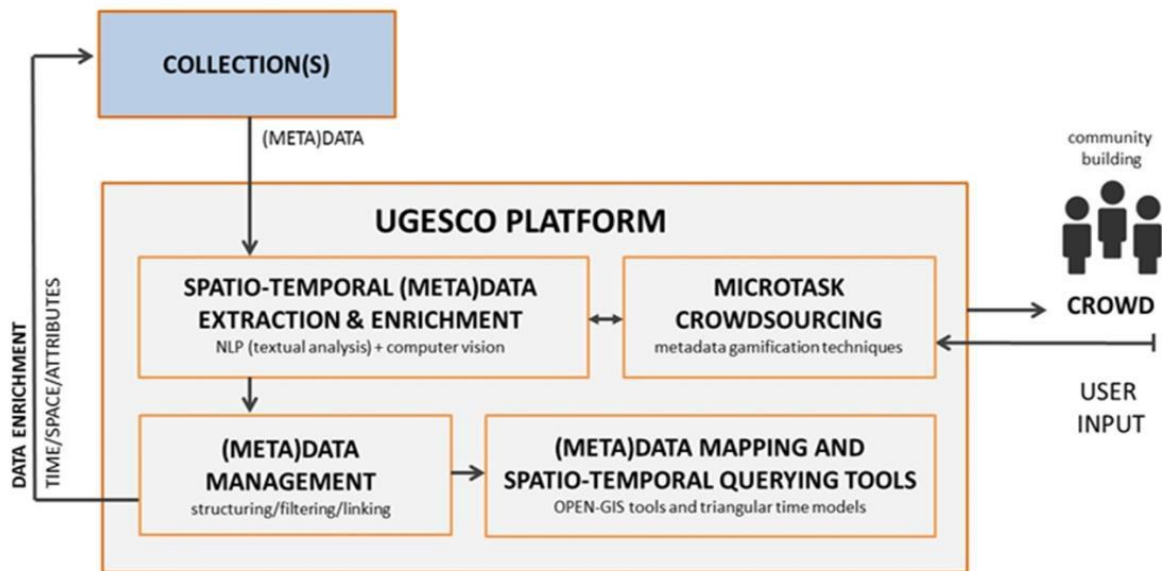 COLLECTION(S)
(META)DATA
community
building
UGESCO PLATFORM
SPATIO-TEMPORAL (META)DATA
EXTRACTION & ENRICHMENT
NLP (textual analysis) + computer vision
MICROTASK
CROWDSOURCING
metadata gamification techniques
CROWD
USER
INPUT
DATA ENRICHMENT
TIME/SPACE/ATTRIBUTES
(META)DATA
MANAGEMENT
structuring/filtering/linking
(META)DATA MAPPING AND
SPATIO-TEMPORAL QUERYING TOOLS
OPEN-GIS tools and triangular time models